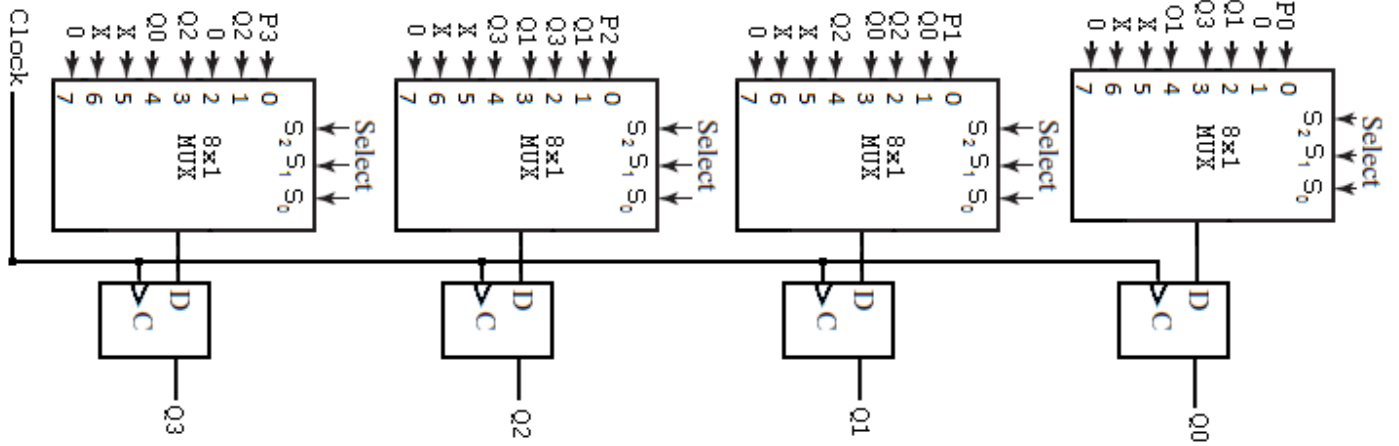 Select
S₂ S₁ S₀
P0 0
0 1
Q1 2 8x1
Q3 3 MUX D Q0
Q1 4 C
X 5
X 6
0 7
Select
S₂ S₁ S₀
P1 0
Q0 1
Q2 2 8x1
Q0 3 MUX D Q1
Q2 4 C
X 5
X 6
0 7
Select
S₂ S₁ S₀
P2 0
Q1 1
Q3 2 8x1
Q1 3 MUX D Q2
Q3 4 C
X 5
X 6
0 7
Select
S₂ S₁ S₀
P3 0
Q2 1
0 2 8x1
Q2 3 MUX D Q3
Q0 4 C
X 5
X 6
0 7
Clock